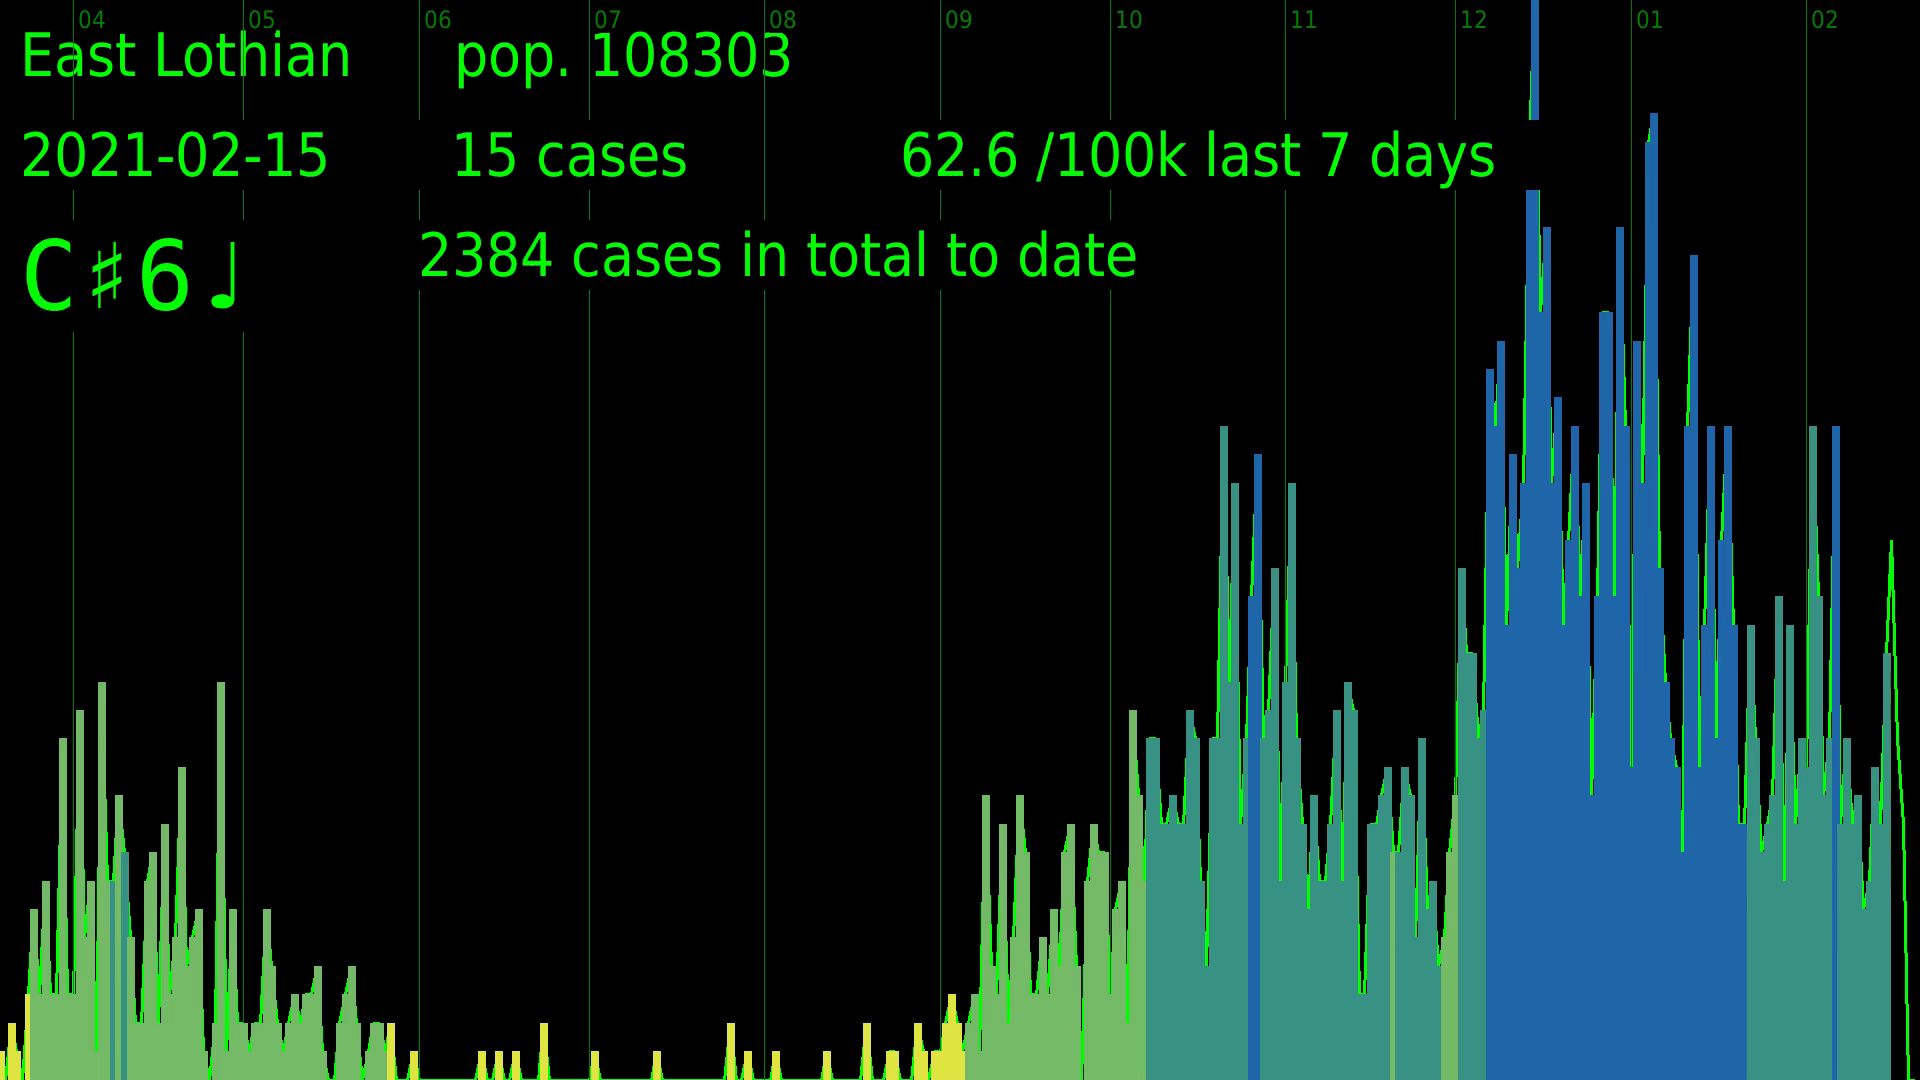 04 05 06 07 08 09 10 11 12 01 02
East Lothian pop. 108303
2021-02-15 15 cases 62.6 /100k last 7 days
C♯6♩ 2384 cases in total to date